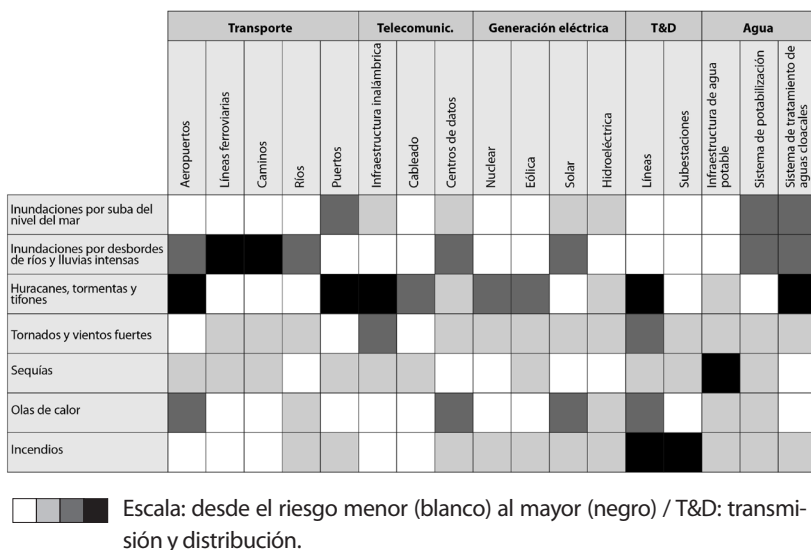 Transporte
Telecomunic.
Generación eléctrica
T&D
Agua
Aeropuertos
Líneas ferroviarias
Caminos
Ríos
Puertos
Infraestructura inalámbrica
Cableado
Centros de datos
Nuclear
Eólica
Solar
Hidroeléctrica
Líneas
Subestaciones
Infraestructura de agua
potable
Sistema de potabilización
Sistema de tratamiento de
aguas cloacales
Inundaciones por suba del
nivel del mar
Inundaciones por desbordes
de ríos y lluvias intensas
Huracanes, tormentas y
tifones
Tornados y vientos fuertes
Sequías
Olas de calor
Incendios
Escala: desde el riesgo menor (blanco) al mayor (negro) / T&D: transmi-
sión y distribución.